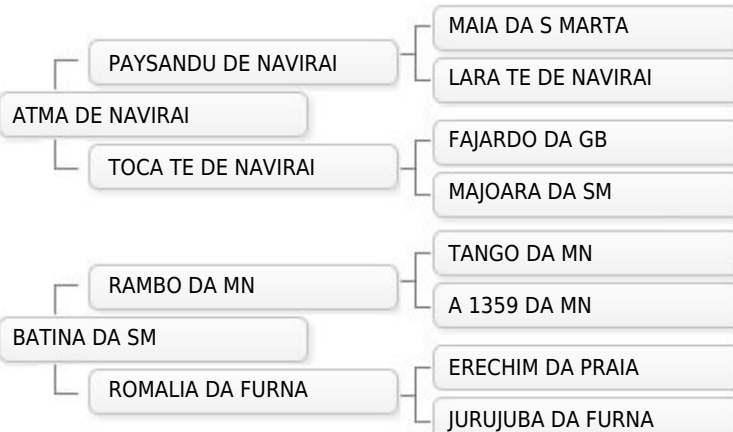 MAIA DA S MARTA
PAYSANDU DE NAVIRAI
LARA TE DE NAVIRAI
ATMA DE NAVIRAI
FAJARDO DA GB
TOCA TE DE NAVIRAI
MAJOARA DA SM
TANGO DA MN
RAMBO DA MN
A 1359 DA MN
BATINA DA SM
ERECHIM DA PRAIA
ROMALIA DA FURNA
JURUJUBA DA FURNA